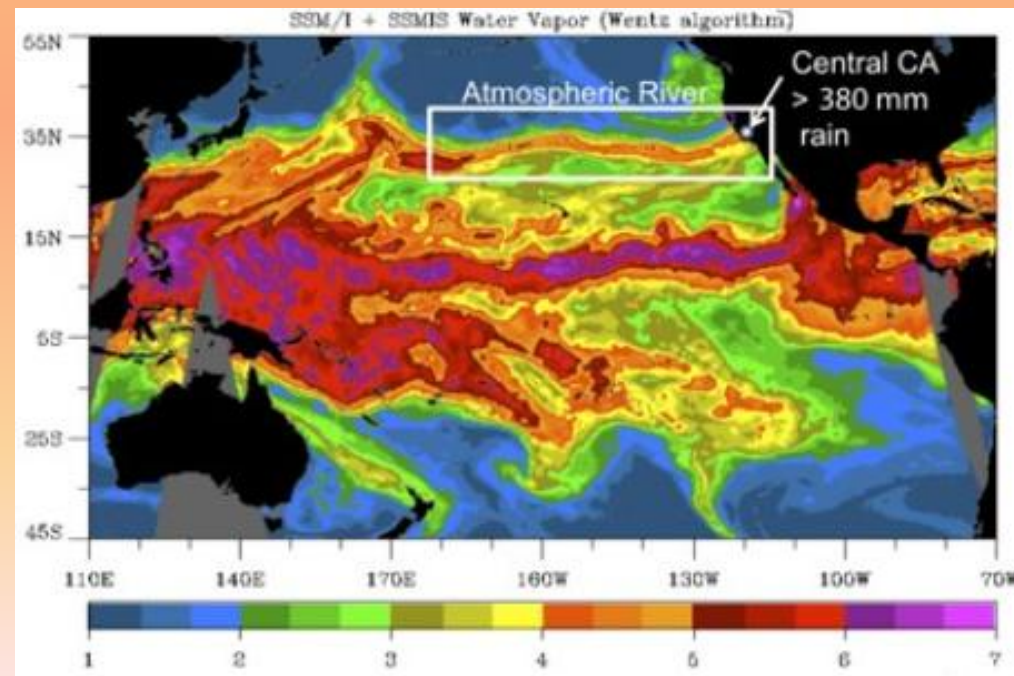 SSM/I + SSMIS Water Vapor (Wentz algorithm)
55N
Central CA
> 380 mm
rain
Atmospheric River
35N
15N
5S
25S
45S
110E 140E 170E 160W 130W 100W 70W
1 2 3 4 5 6 7